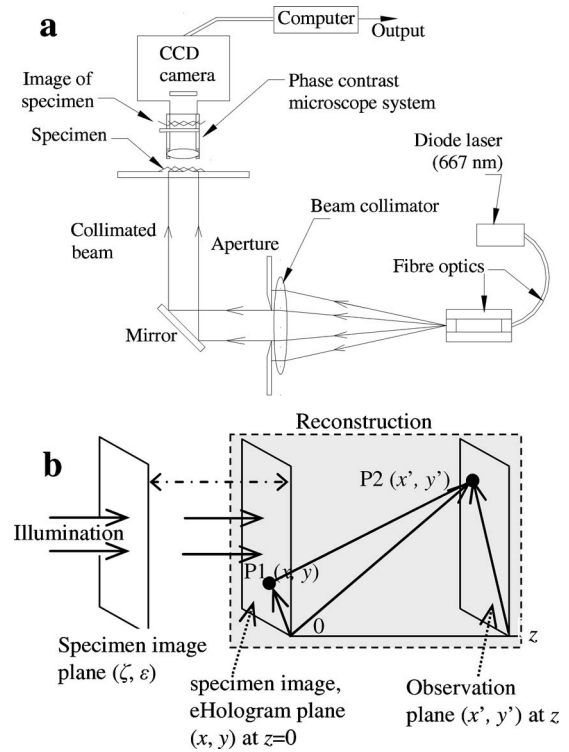 a
Computer
Output
CCD
camera
Image of
specimen
Phase contrast
microscope system
Specimen
Diode laser
(667 nm)
Beam collimator
Collimated
beam
Aperture
Fibre optics
Mirror
Reconstruction
b
P2 (x’, y’)
Illumination
P1 (x, y)
0
z
Specimen image
plane (ζ, ε)
specimen image,
eHologram plane
(x, y) at z=0
Observation
plane (x’, y’) at z